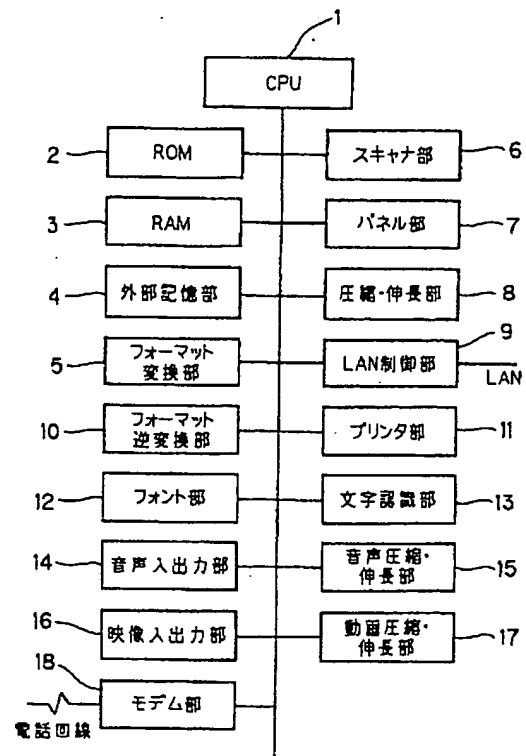 1
CPU
2
ROM
スキャナ部
6
3
RAM
パネル部
7
4
外部記憶部
圧縮・伸長部
8
5
フォーマット
変換部
LAN制御部
9
LAN
10
フォーマット
逆変換部
プリンタ部
11
12
フォント部
文字認識部
13
14
音声入出力部
音声圧縮・
伸長部
15
16
映像入出力部
動画圧縮・
伸長部
17
18
モデム部
電話回線